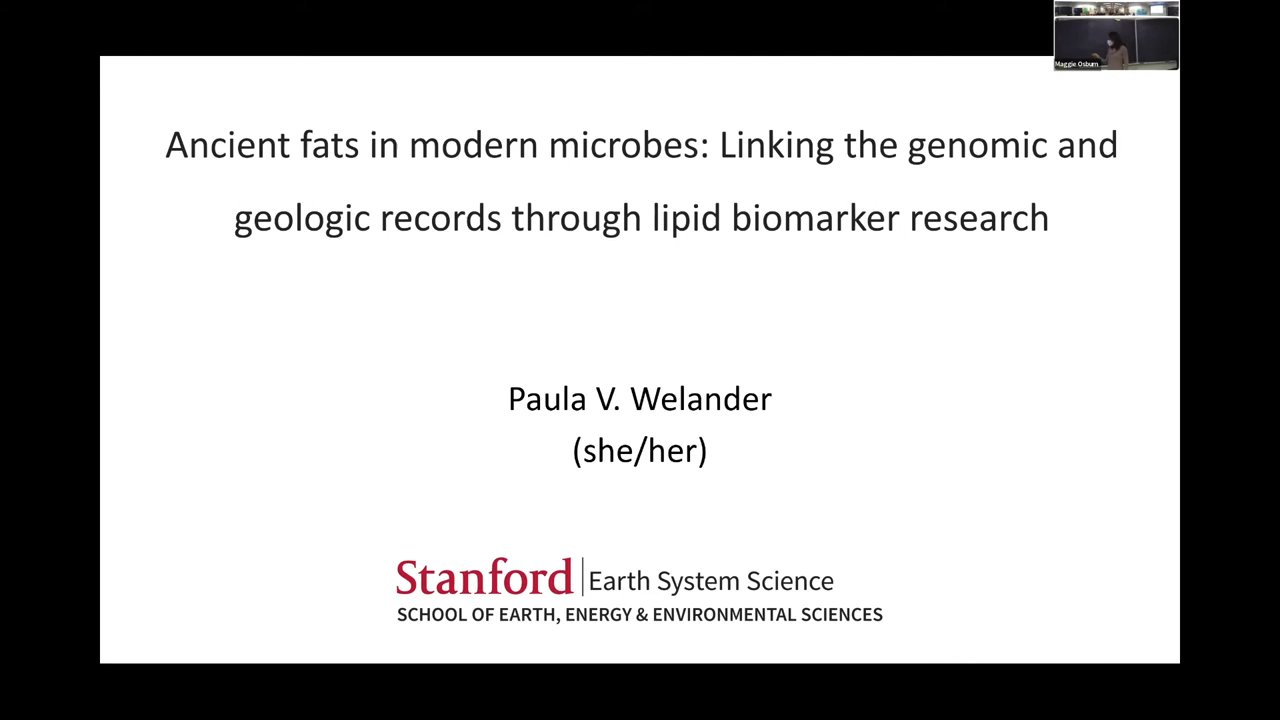 Maggie Osburn
Ancient fats in modern microbes: Linking the genomic and
geologic records through lipid biomarker research
Paula V. Welander
(she/her)
Stanford | Earth System Science
SCHOOL OF EARTH, ENERGY & ENVIRONMENTAL SCIENCES